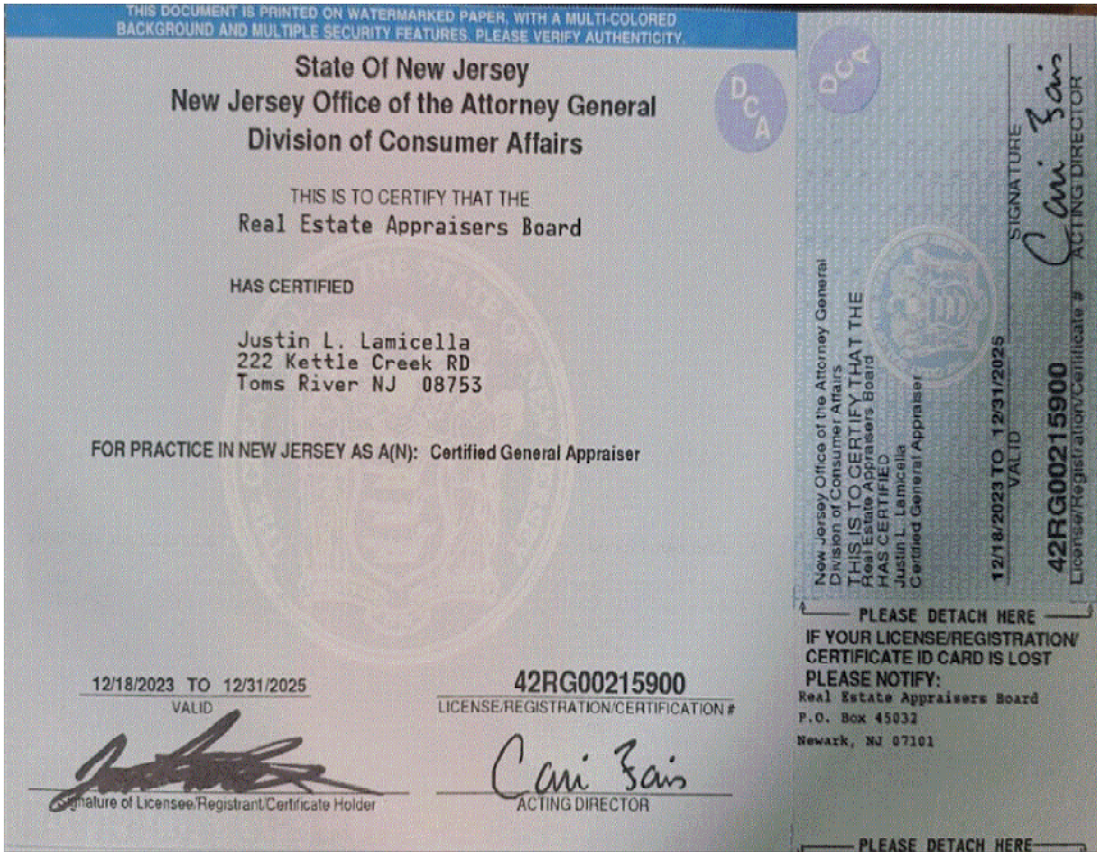 THIS DOCUMENT IS PRINTED ON WATERMARKED PAPER, WITH A MULTI-COLORED
BACKGROUND AND MULTIPLE SECURITY FEATURES. PLEASE VERIFY AUTHENTICITY.
State Of New Jersey
New Jersey Office of the Attorney General
Division of Consumer Affairs
DCA
THIS IS TO CERTIFY THAT THE
Real Estate Appraisers Board
HAS CERTIFIED
Justin L. Lamicella
222 Kettle Creek RD
Toms River NJ 08753
FOR PRACTICE IN NEW JERSEY AS A(N): Certified General Appraiser
12/18/2023 TO 12/31/2025
VALID
42RG00215900
LICENSE/REGISTRATION/CERTIFICATION #
Signature of Licensee/Registrant/Certificate Holder
Cari Fais
ACTING DIRECTOR
DCA
New Jersey Office of the Attorney General
Division of Consumer Affairs
THIS IS TO CERTIFY THAT THE
Real Estate Appraisers Board
HAS CERTIFIED
Justin L. Lamicella
Certified General Appraiser
12/18/2023 TO 12/31/2025
VALID
SIGNATURE
Cari Fais
ACTING DIRECTOR
42RG00215900
License/Registration/Certificate #
PLEASE DETACH HERE
IF YOUR LICENSE/REGISTRATION/
CERTIFICATE ID CARD IS LOST
PLEASE NOTIFY:
Real Estate Appraisers Board
P.O. Box 45032
Newark, NJ 07101
PLEASE DETACH HERE